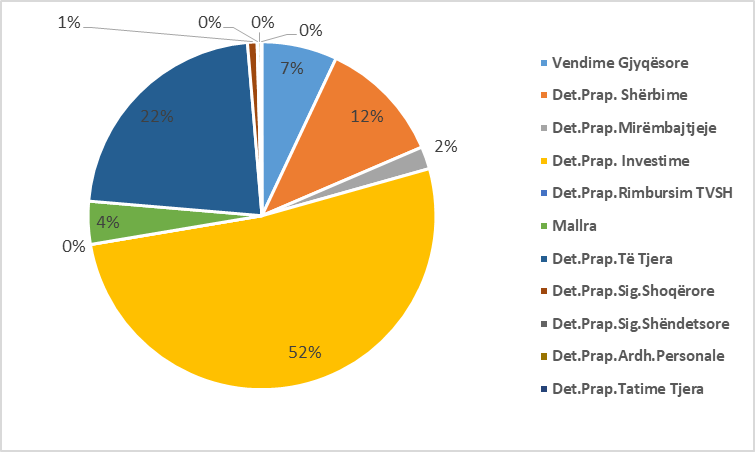 1%
0%
0%
0%
7%
12%
2%
52%
0%
4%
22%
Vendime Gjyqësore
Det.Prap. Shërbime
Det.Prap.Mirëmbajtjeje
Det.Prap. Investime
Det.Prap.Rimbursim TVSH
Mallra
Det.Prap.Të Tjera
Det.Prap.Sig.Shoqërore
Det.Prap.Sig.Shëndetsore
Det.Prap.Ardh.Personale
Det.Prap.Tatime Tjera